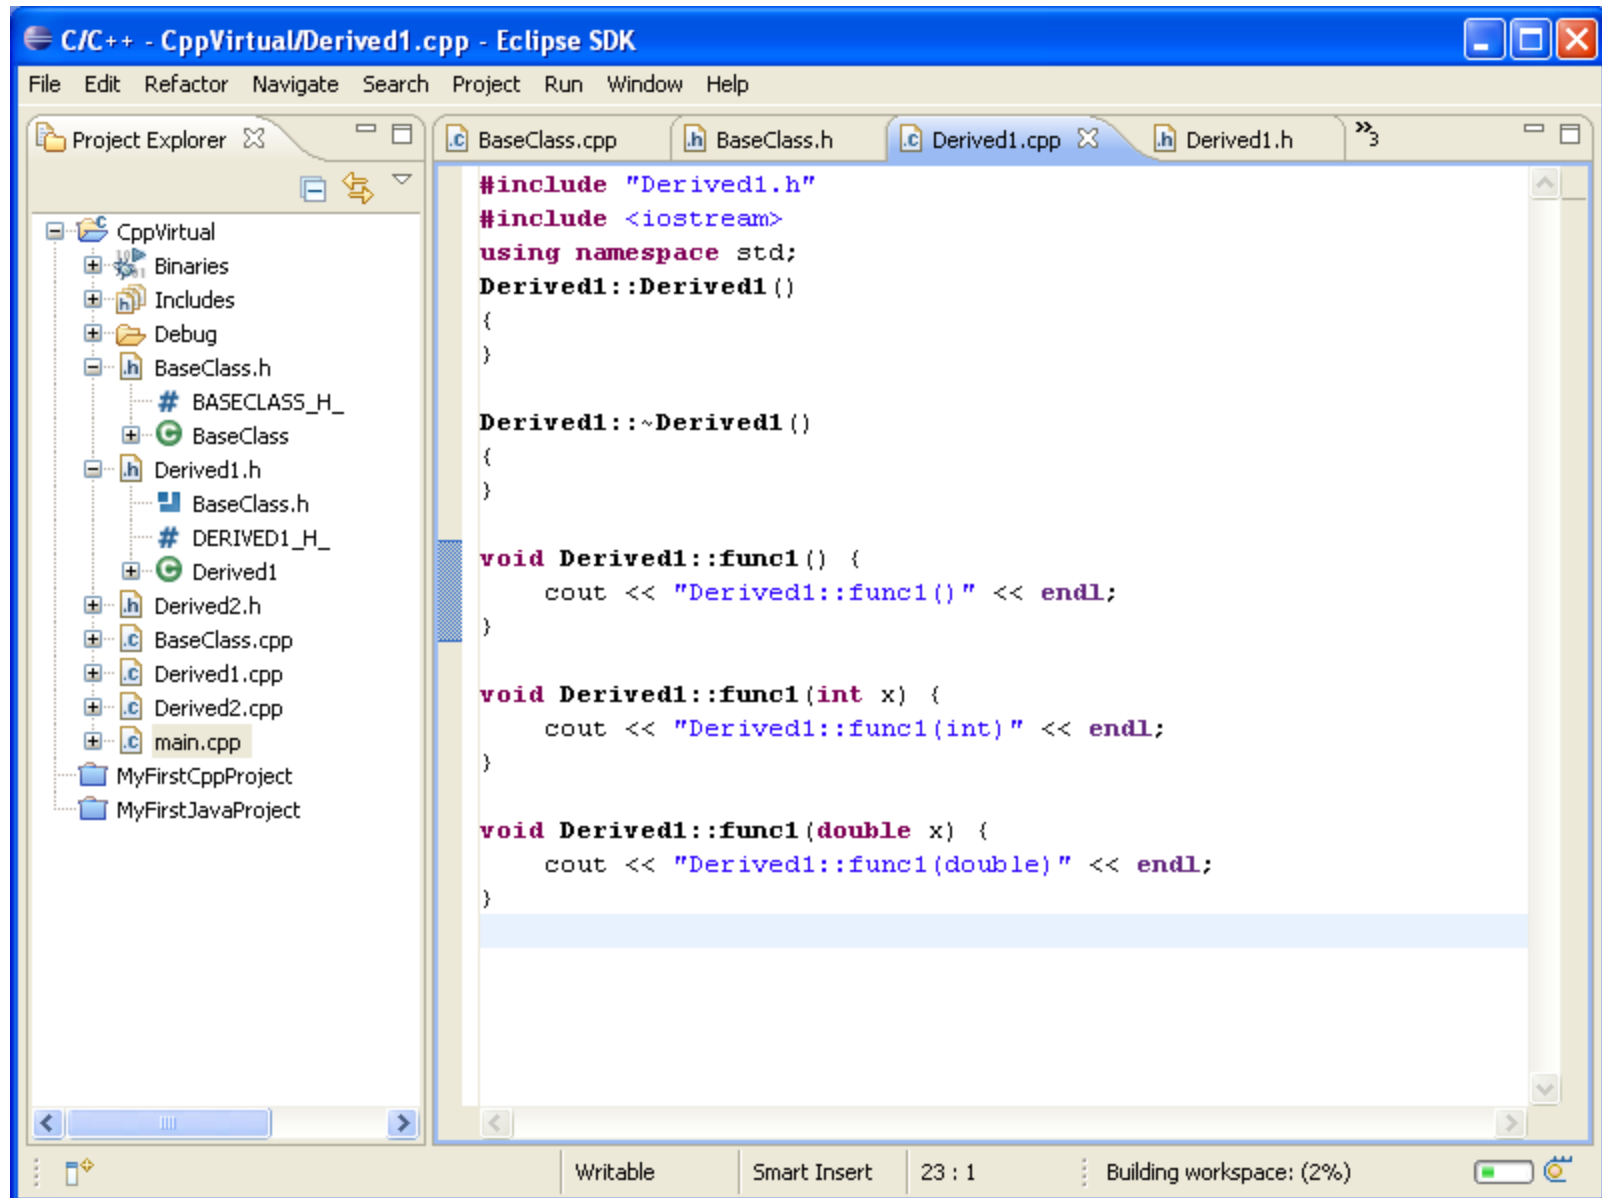 C/C++ - CppVirtual/Derived1.cpp - Eclipse SDK
File Edit Refactor Navigate Search Project Run Window Help
Project Explorer
CppVirtual
Binaries
Includes
Debug
BaseClass.h
# BASECLASS_H_
BaseClass
Derived1.h
BaseClass.h
# DERIVED1_H_
Derived1
Derived2.h
BaseClass.cpp
Derived1.cpp
Derived2.cpp
main.cpp
MyFirstCppProject
MyFirstJavaProject
BaseClass.cpp BaseClass.h Derived1.cpp Derived1.h »3
#include "Derived1.h"
#include <iostream>
using namespace std;
Derived1::Derived1()
{
}
Derived1::~Derived1()
{
}
void Derived1::func1() {
cout << "Derived1::func1()" << endl;
}
void Derived1::func1(int x) {
cout << "Derived1::func1(int)" << endl;
}
void Derived1::func1(double x) {
cout << "Derived1::func1(double)" << endl;
}
Writable Smart Insert 23 : 1 Building workspace: (2%)